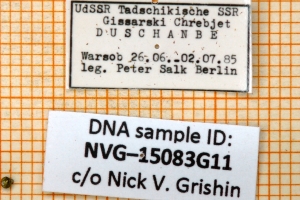 UdSSR Tadschikische SSR
Gissarski Chrebjet
DUSCHANBE
Warsob 26.06.-02.07.85
leg. Peter Salk Berlin
DNA sample ID:
NVG–15083G11
c/o Nick V. Grishin